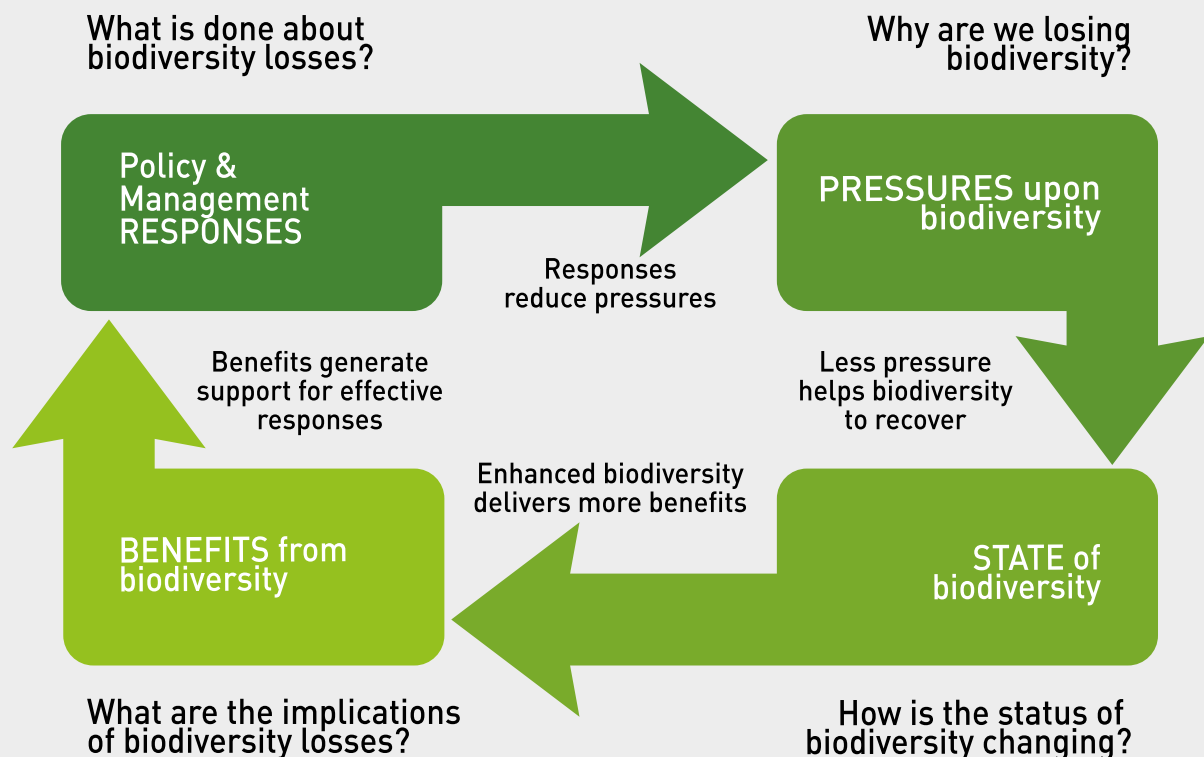 What is done about
biodiversity losses?
Why are we losing
biodiversity?
Policy &
Management
RESPONSES
PRESSURES upon
biodiversity
Responses
reduce pressures
Benefits generate
support for effective
responses
Less pressure
helps biodiversity
to recover
Enhanced biodiversity
delivers more benefits
BENEFITS from
biodiversity
STATE of
biodiversity
What are the implications
of biodiversity losses?
How is the status of
biodiversity changing?